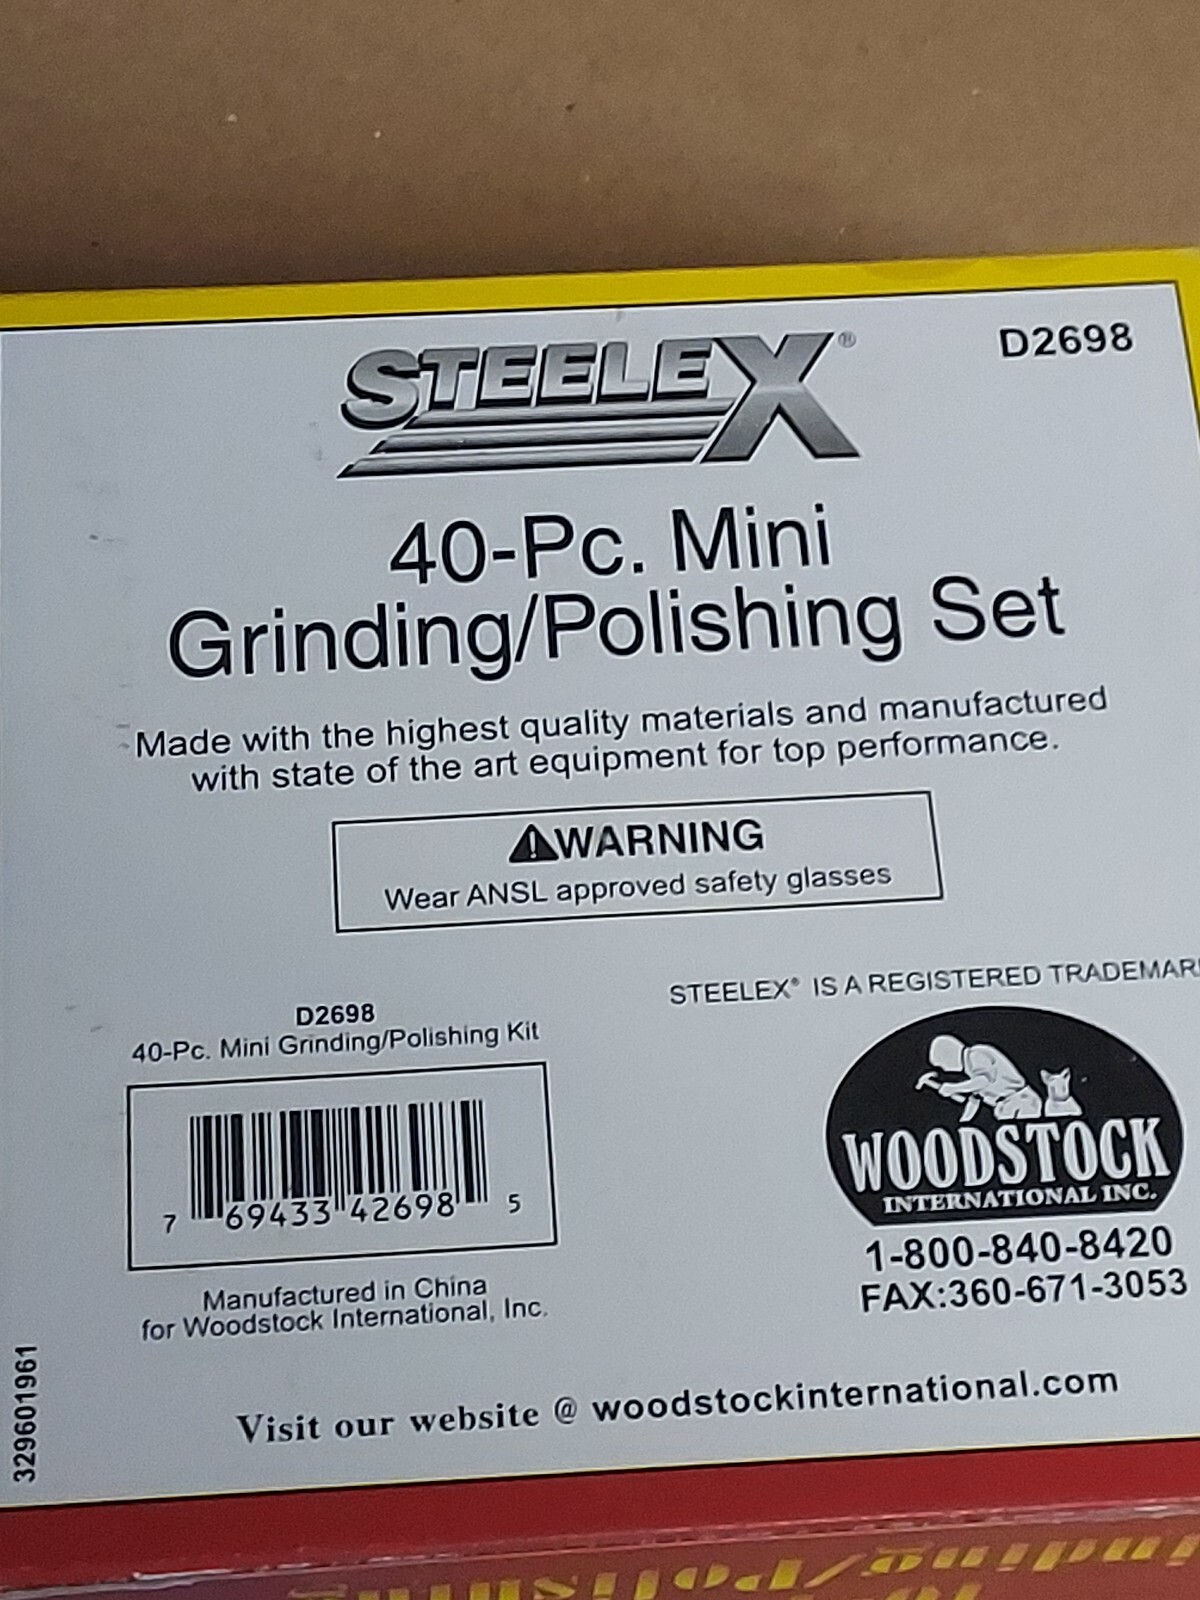 STEELEX®
D2698
40-Pc. Mini
Grinding/Polishing Set
Made with the highest quality materials and manufactured
with state of the art equipment for top performance.
WARNING
Wear ANSL approved safety glasses
D2698
40-Pc. Mini Grinding/Polishing Kit
7 69433 42698 5
Manufactured in China
for Woodstock International, Inc.
STEELEX® IS A REGISTERED TRADEMAR
WOODSTOCK
INTERNATIONAL INC.
1-800-840-8420
FAX:360-671-3053
Visit our website @ woodstockinternational.com
329601961